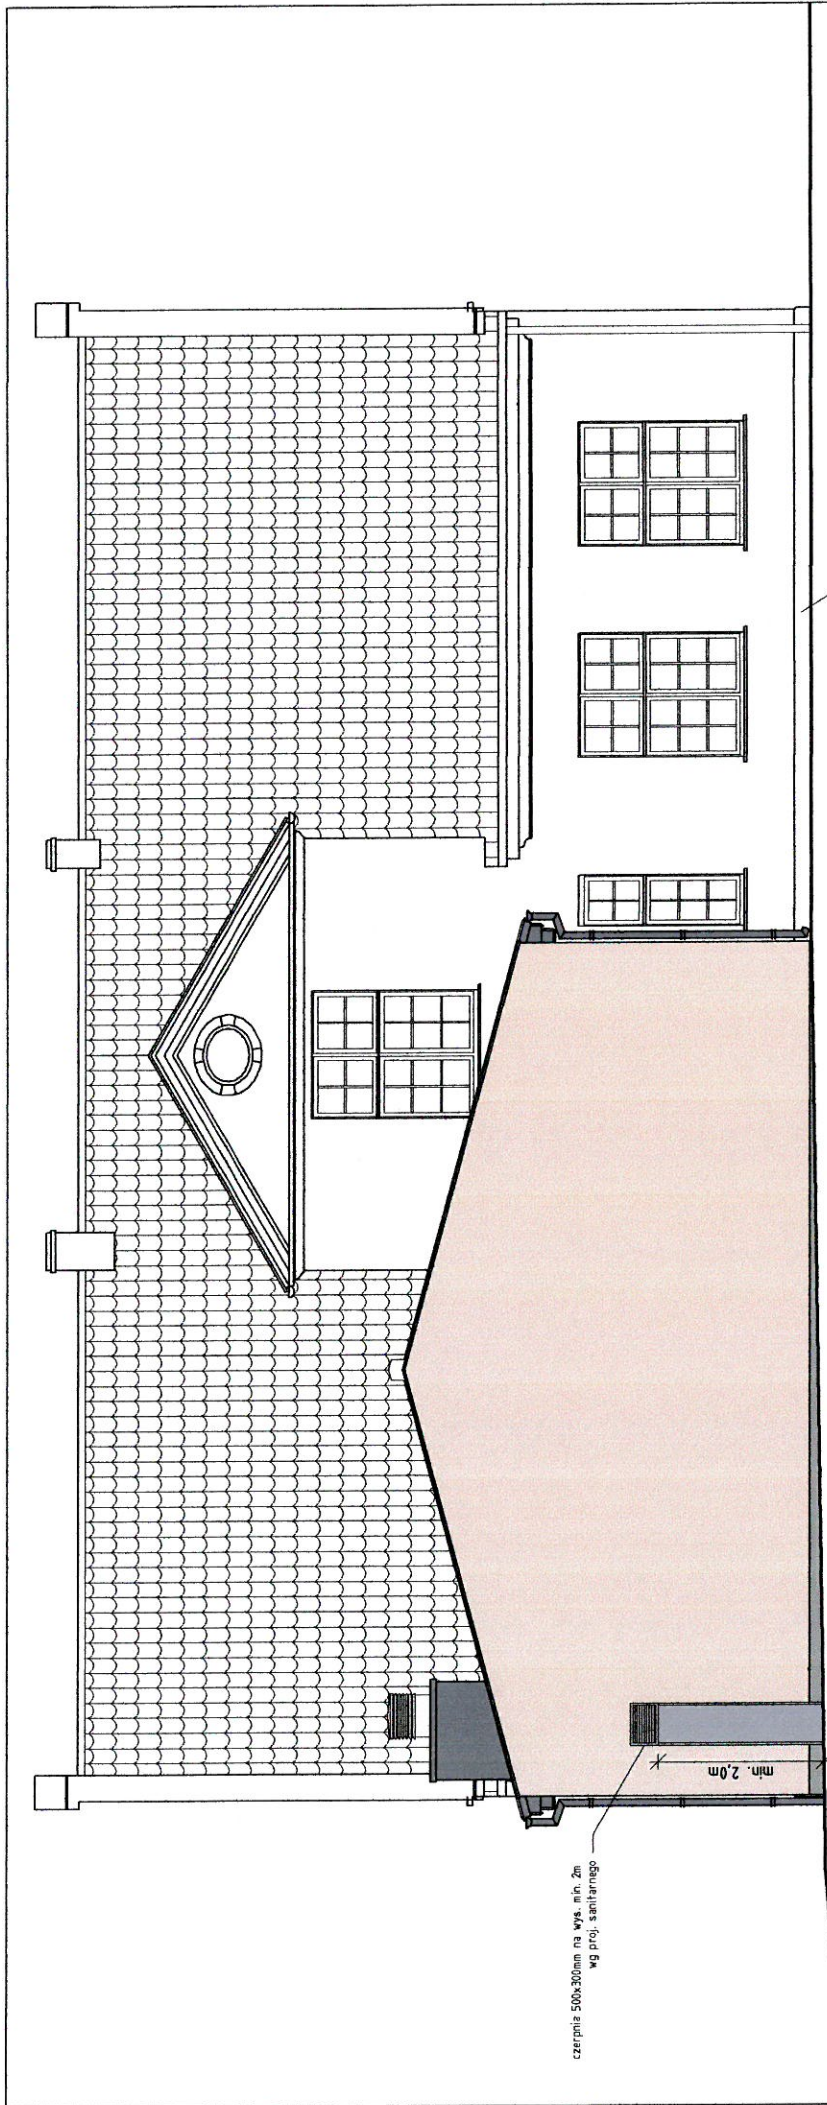 czerpnia 500x300mm na wys. min. 2m
wg proj. sanitarnego
min. 2,0m